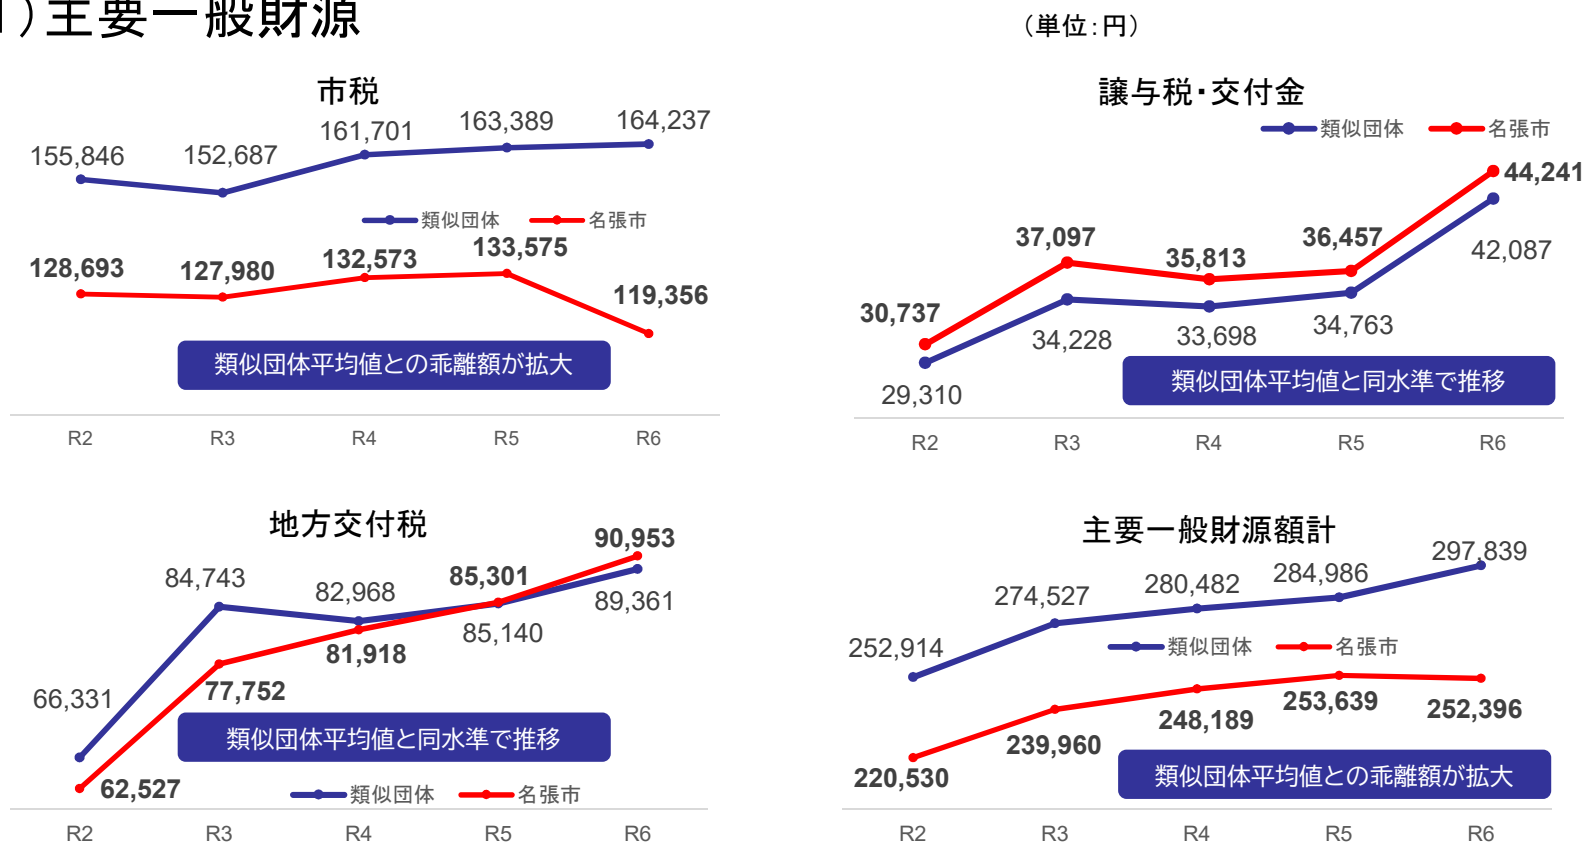 )主要一般財源
（単位：円）
市税
155,846
152,687
161,701
163,389
164,237
類似団体
名張市
128,693
127,980
132,573
133,575
119,356
類似団体平均値との乖離額が拡大
R2
R3
R4
R5
R6
譲与税・交付金
類似団体
名張市
30,737
37,097
35,813
36,457
44,241
29,310
34,228
33,698
34,763
42,087
類似団体平均値と同水準で推移
R2
R3
R4
R5
R6
地方交付税
66,331
84,743
82,968
85,140
89,361
62,527
77,752
81,918
85,301
90,953
類似団体平均値と同水準で推移
類似団体
名張市
R2
R3
R4
R5
R6
主要一般財源額計
252,914
274,527
280,482
284,986
297,839
類似団体
名張市
220,530
239,960
248,189
253,639
252,396
類似団体平均値との乖離額が拡大
R2
R3
R4
R5
R6